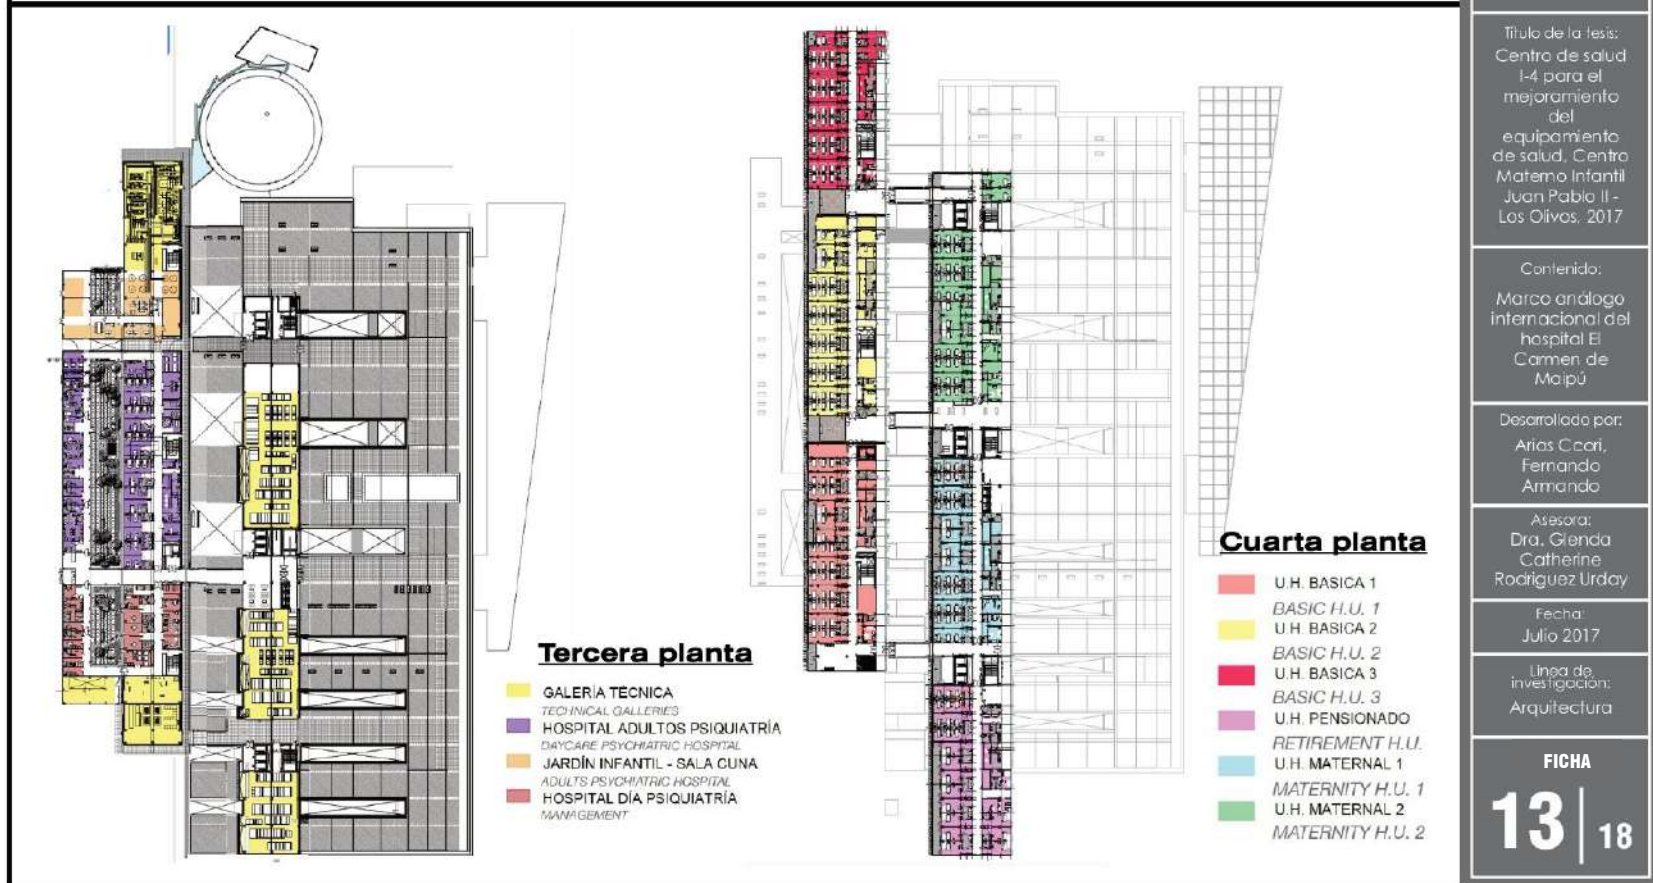 Tercera planta
GALERÍA TÉCNICA
TECHNICAL GALLERIES
HOSPITAL ADULTOS PSIQUIATRÍA
DAYCARE PSYCHIATRIC HOSPITAL
JARDÍN INFANTIL - SALA CUNA
ADULTS PSYCHIATRIC HOSPITAL
HOSPITAL DÍA PSIQUIATRÍA
MANAGEMENT
Cuarta planta
U.H. BASICA 1
BASIC H.U. 1
U.H. BASICA 2
BASIC H.U. 2
U.H. BASICA 3
BASIC H.U. 3
U.H. PENSIONADO
RETIREMENT H.U.
U.H. MATERNAL 1
MATERNITY H.U. 1
U.H. MATERNAL 2
MATERNITY H.U. 2
Título de la tesis:
Centro de salud
I-4 para el
mejoramiento
del
equipamiento
de salud, Centro
Materno Infantil
Juan Pablo II -
Los Olivos, 2017
Contenido:
Marco análogo
internacional del
hospital El
Carmen de
Maipú
Desarrollado por:
Arias Ccori,
Fernando
Armando
Asesora:
Dra. Glenda
Catherine
Rodriguez Urday
Fecha:
Julio 2017
Línea de
investigación:
Arquitectura
FICHA
13 | 18